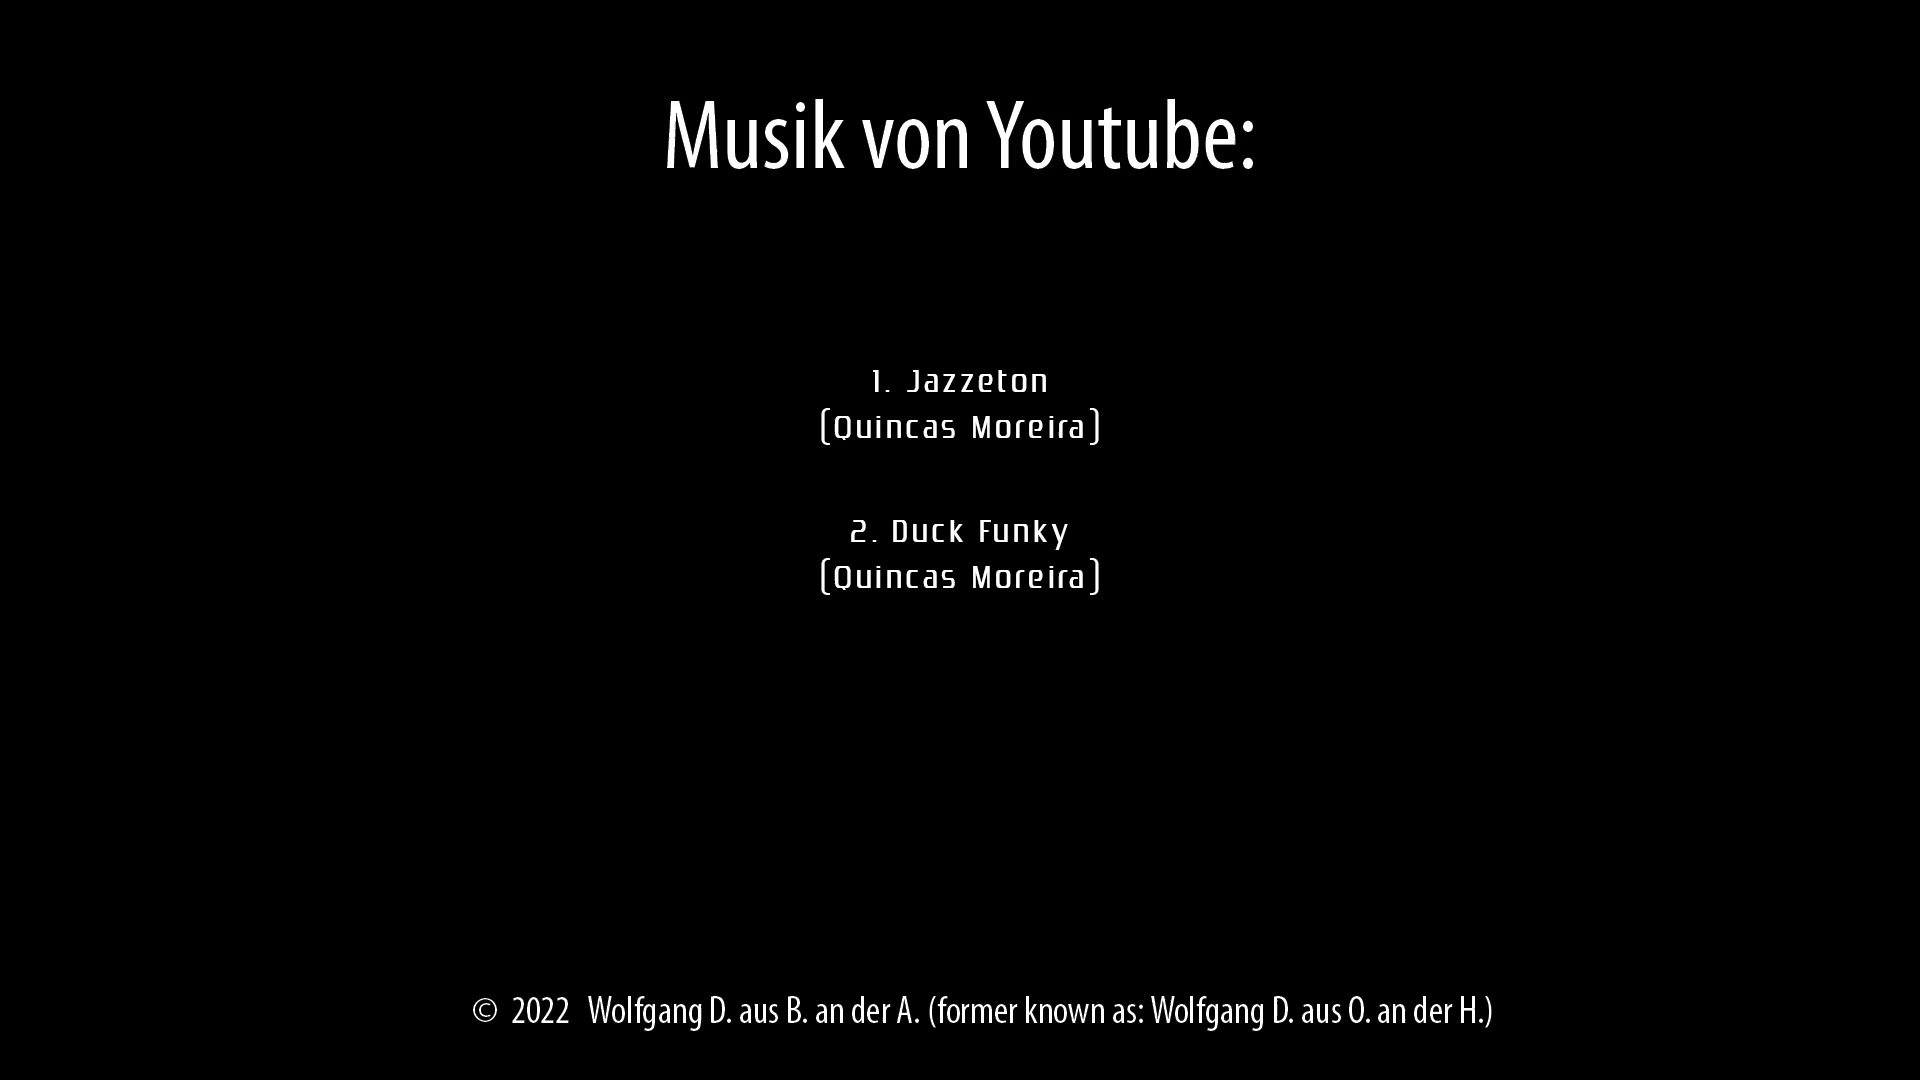 Musik von Youtube:
1. Jazzeton
(Quincas Moreira)
2. Duck Funky
(Quincas Moreira)
© 2022 Wolfgang D. aus B. an der A. (former known as: Wolfgang D. aus O. an der H.)